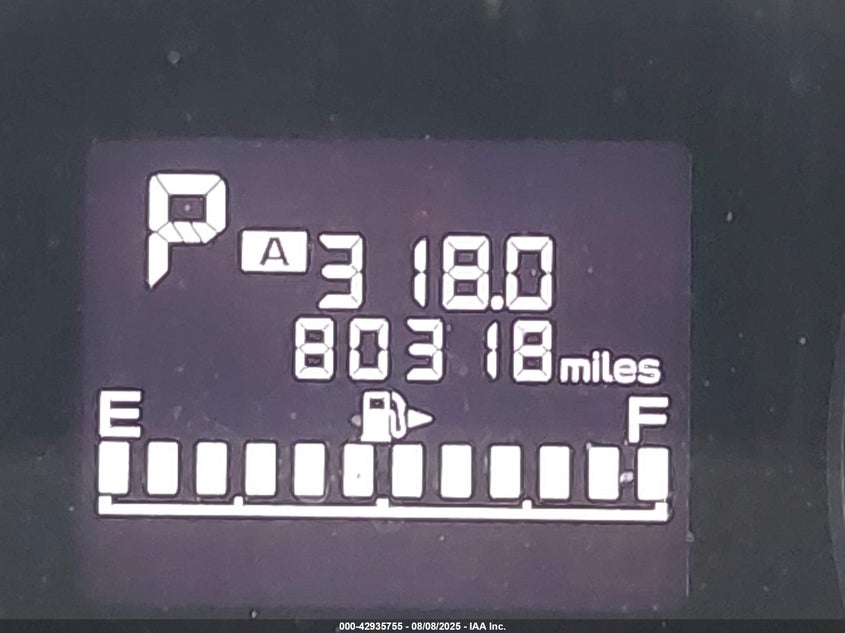 P
A 318.0
80318 miles
E F
000-42935755 - 08/08/2025 - IAA Inc.